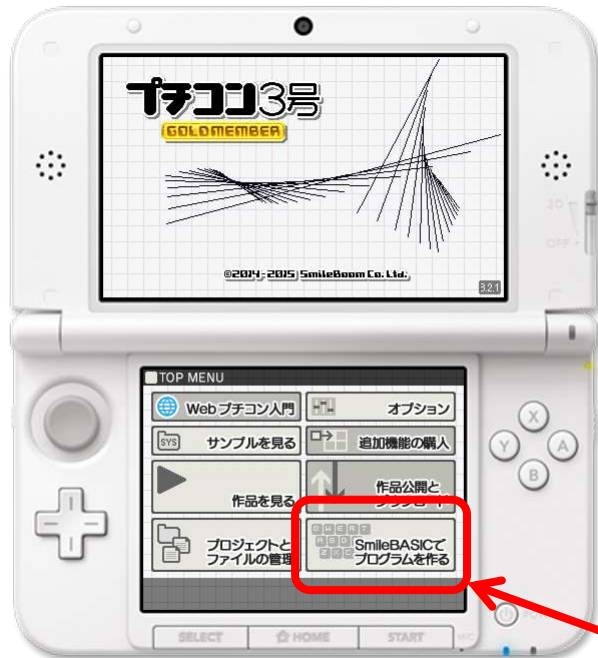 プチコン3号
GOLDMEMBER
©2014-2015 SmileBoom Co. Ltd.
3.2.1
3D
OFF
TOP MENU
Web プチコン入門
オプション
SYS
サンプルを見る
追加機能の購入
作品を見る
作品公開と
プロジェクトと
ファイルの管理
SmileBASICで
プログラムを作る
X
Y
A
B
SELECT
HOME
START